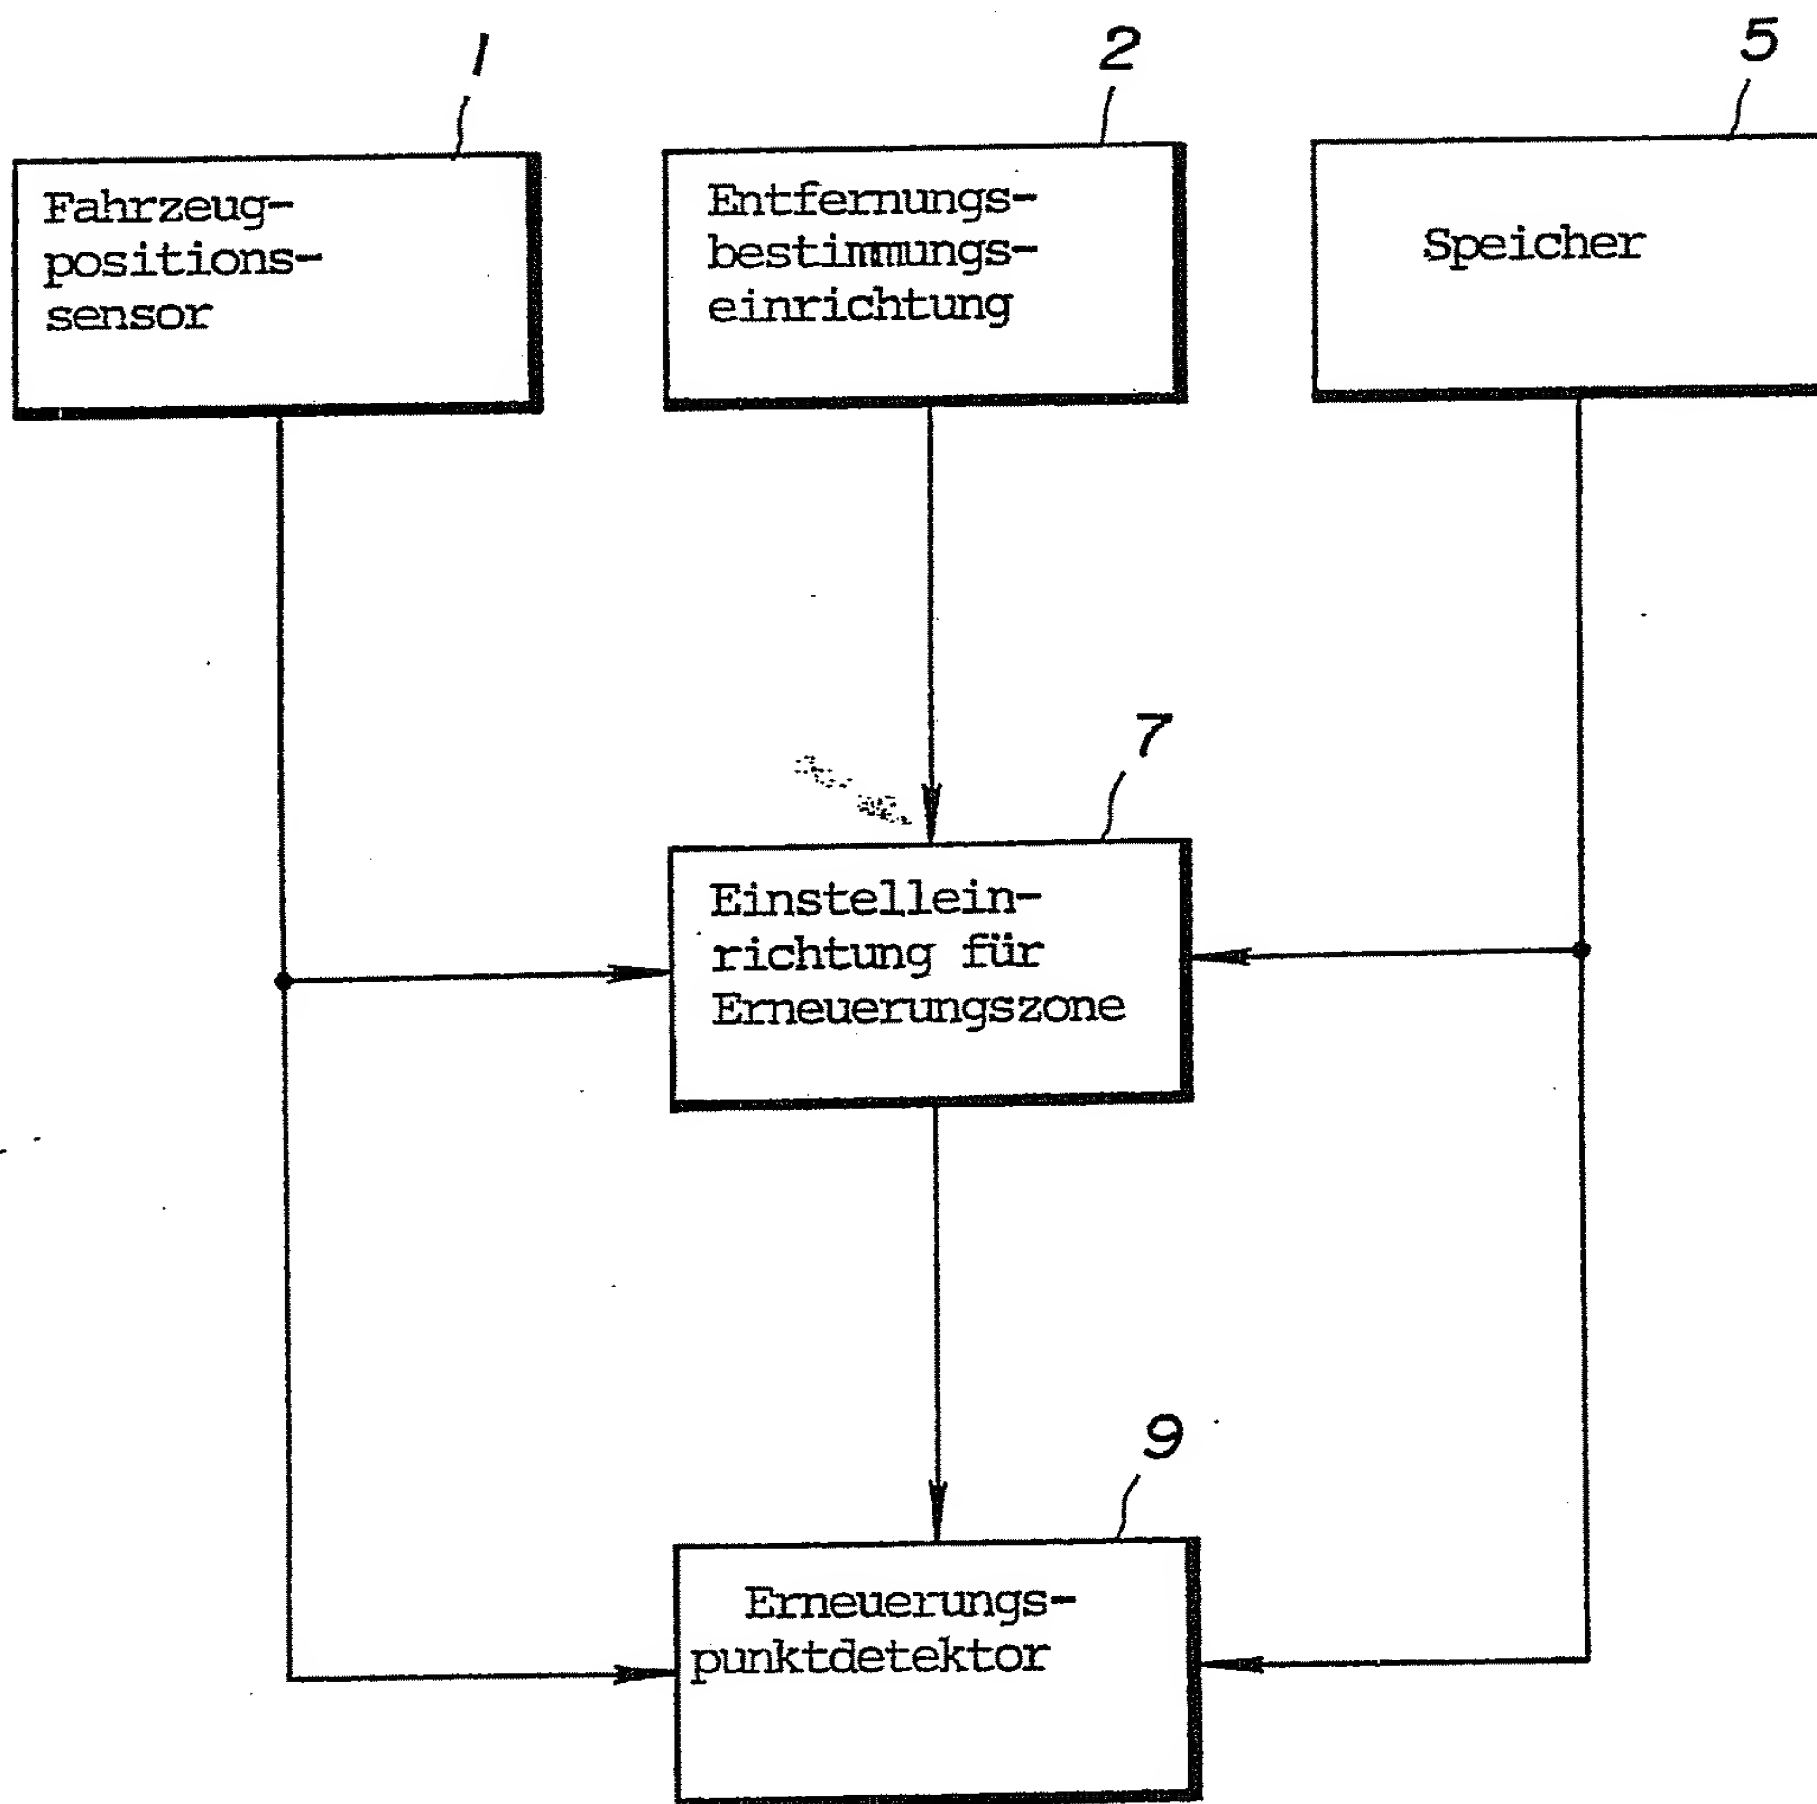 1
Fahrzeug-
positions-
sensor
2
Entfernungs-
bestimmungs-
einrichtung
5
Speicher
7
Einstellein-
richtung für
Erneuerungszone
9
Erneuerungs-
punktdetektor